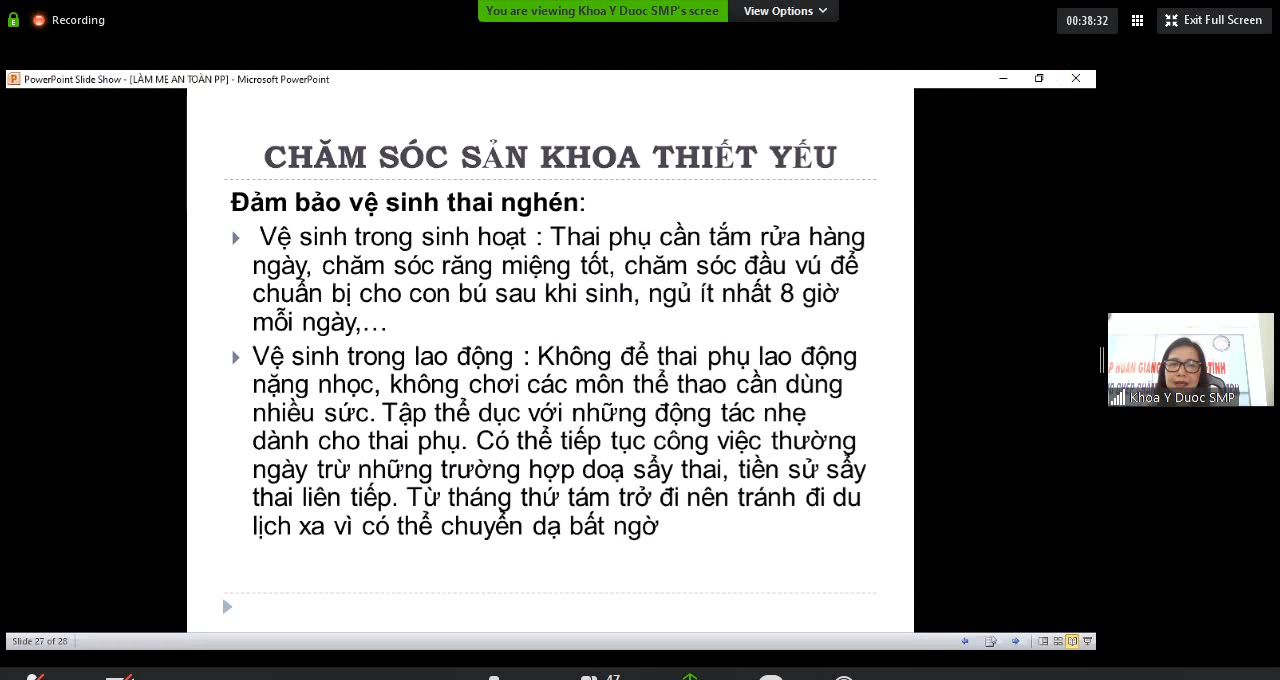 Recording
You are viewing Khoa Y Duoc SMP's scree
View Options
00:38:32
Exit Full Screen
PowerPoint Slide Show - [LÀM MẸ AN TOÀN PP] - Microsoft PowerPoint
CHĂM SÓC SẢN KHOA THIẾT YẾU
Đảm bảo vệ sinh thai nghén:
Vệ sinh trong sinh hoạt : Thai phụ cần tắm rửa hàng
ngày, chăm sóc răng miệng tốt, chăm sóc đầu vú để
chuẩn bị cho con bú sau khi sinh, ngủ ít nhất 8 giờ
mỗi ngày,…
Vệ sinh trong lao động : Không để thai phụ lao động
nặng nhọc, không chơi các môn thể thao cần dùng
nhiều sức. Tập thể dục với những động tác nhẹ
dành cho thai phụ. Có thể tiếp tục công việc thường
ngày trừ những trường hợp doạ sẩy thai, tiền sử sẩy
thai liên tiếp. Từ tháng thứ tám trở đi nên tránh đi du
lịch xa vì có thể chuyển dạ bất ngờ
HUẤN
Khoa Y Duoc SMP
Slide 27 of 28
47